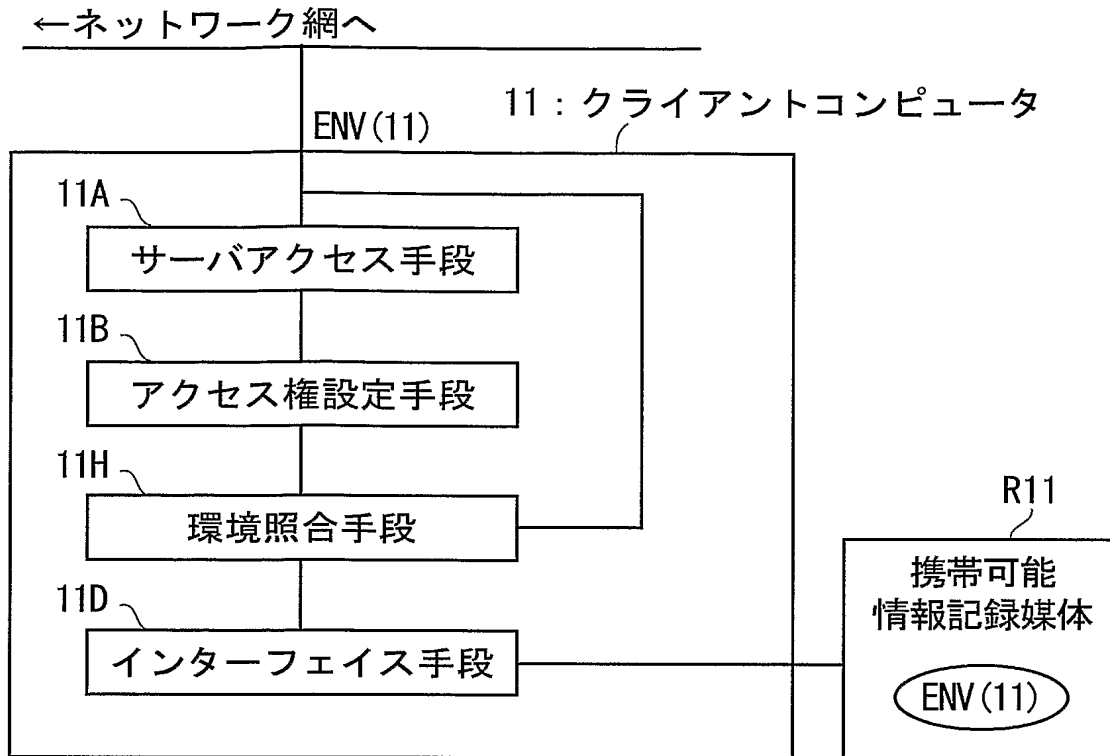 ←ネットワーク網へ
11：クライアントコンピュータ
ENV(11)
11A
サーバアクセス手段
11B
アクセス権設定手段
11H
環境照合手段
R11
携帯可能
情報記録媒体
11D
インターフェイス手段
ENV(11)